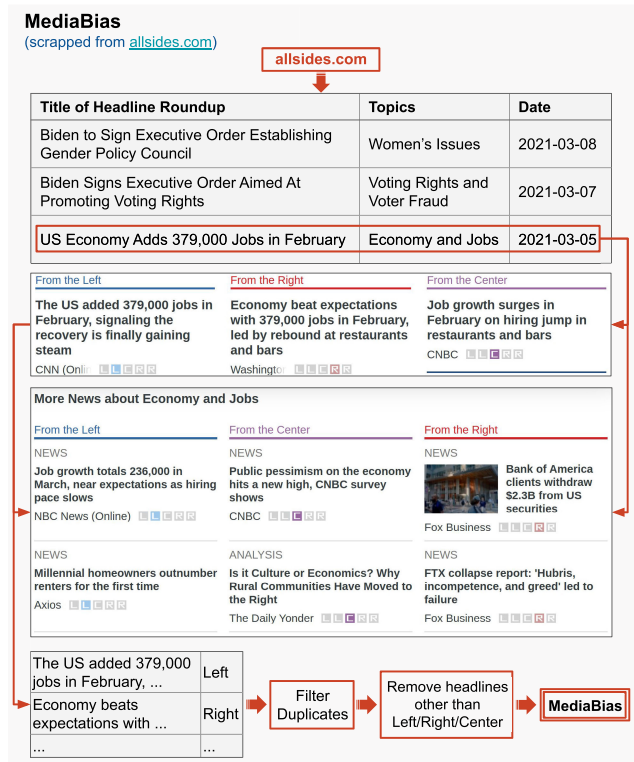 MediaBias
(scrapped from allsides.com)
allsides.com
Title of Headline Roundup Topics Date
Biden to Sign Executive Order Establishing
Gender Policy Council
Women's Issues 2021-03-08
Biden Signs Executive Order Aimed At
Promoting Voting Rights
Voting Rights and
Voter Fraud
2021-03-07
US Economy Adds 379,000 Jobs in February Economy and Jobs 2021-03-05
From the Left
The US added 379,000 jobs in
February, signaling the
recovery is finally gaining
steam
CNN (Onli L L C R R
From the Right
Economy beat expectations
with 379,000 jobs in February,
led by rebound at restaurants
and bars
Washingto L L C R R
From the Center
Job growth surges in
February on hiring jump in
restaurants and bars
CNBC L L C R R
More News about Economy and Jobs
From the Left
From the Center
From the Right
NEWS
Job growth totals 236,000 in
March, near expectations as hiring
pace slows
NBC News (Online) L L C R R
NEWS
Public pessimism on the economy
hits a new high, CNBC survey
shows
CNBC L L C R R
NEWS
Bank of America
clients withdraw
$2.3B from US
securities
Fox Business L L C R R
NEWS
Millennial homeowners outnumber
renters for the first time
Axios L L C R R
ANALYSIS
Is it Culture or Economics? Why
Rural Communities Have Moved to
the Right
The Daily Yonder L L C R R
NEWS
FTX collapse report: 'Hubris,
incompetence, and greed' led to
failure
Fox Business L L C R R
The US added 379,000
jobs in February, ...
Left
Economy beats
expectations with ...
Right
... ...
Filter
Duplicates
Remove headlines
other than
Left/Right/Center
MediaBias